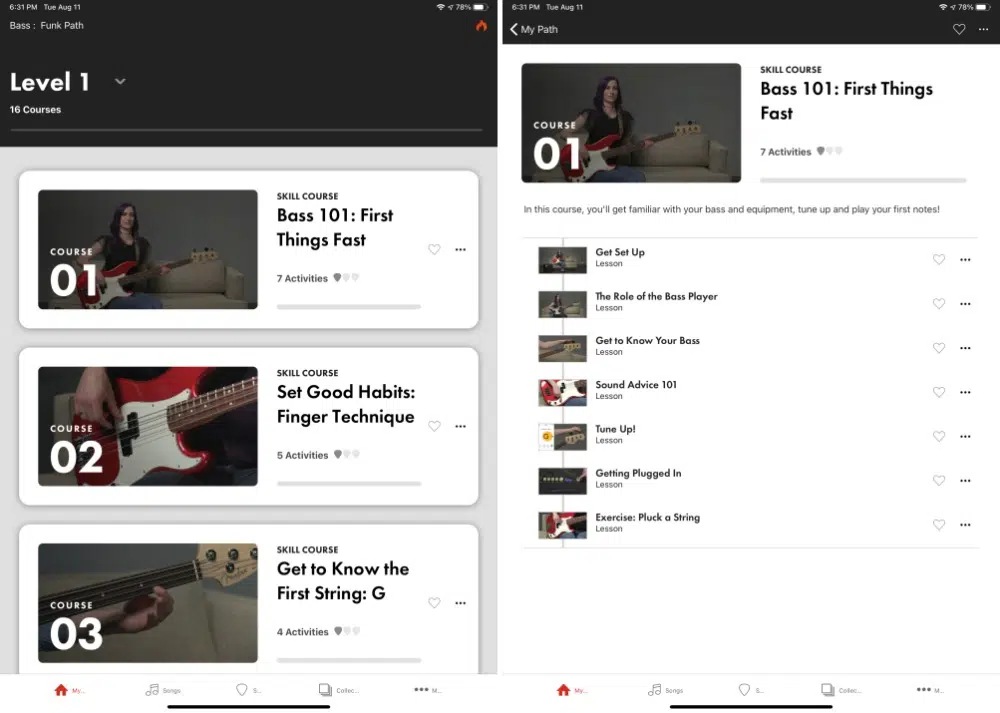 6:31 PM Tue Aug 11
78%
Bass : Funk Path
Level 1
16 Courses
COURSE
01
SKILL COURSE
Bass 101: First
Things Fast
7 Activities
COURSE
02
SKILL COURSE
Set Good Habits:
Finger Technique
5 Activities
COURSE
03
SKILL COURSE
Get to Know the
First String: G
4 Activities
My...
Songs
S...
Collec...
M...
6:31 PM Tue Aug 11
78%
My Path
COURSE
01
SKILL COURSE
Bass 101: First Things
Fast
7 Activities
In this course, you'll get familiar with your bass and equipment, tune up and play your first notes!
Get Set Up
Lesson
The Role of the Bass Player
Lesson
Get to Know Your Bass
Lesson
Sound Advice 101
Lesson
Tune Up!
Lesson
Getting Plugged In
Lesson
Exercise: Pluck a String
Lesson
My...
Songs
S...
Collec...
M...